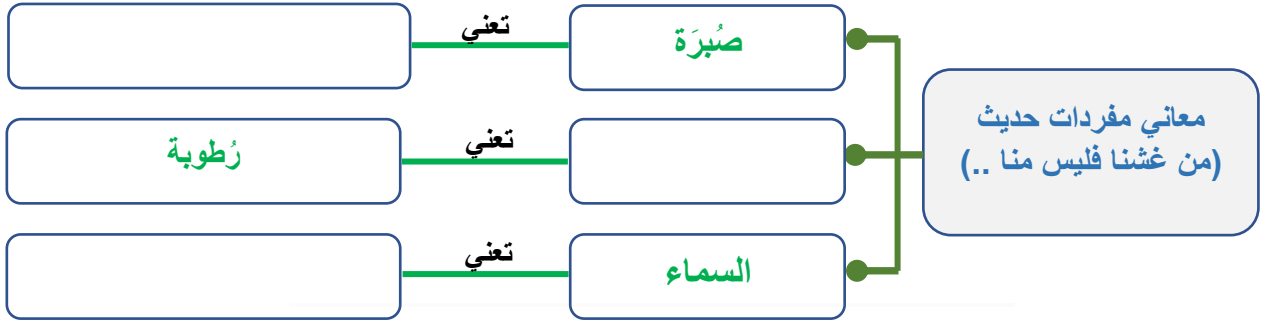 معاني مفردات حديث
(من غشنا فليس منا ..)
صُبرَة
تعني
تعني
رُطوبة
السماء
تعني